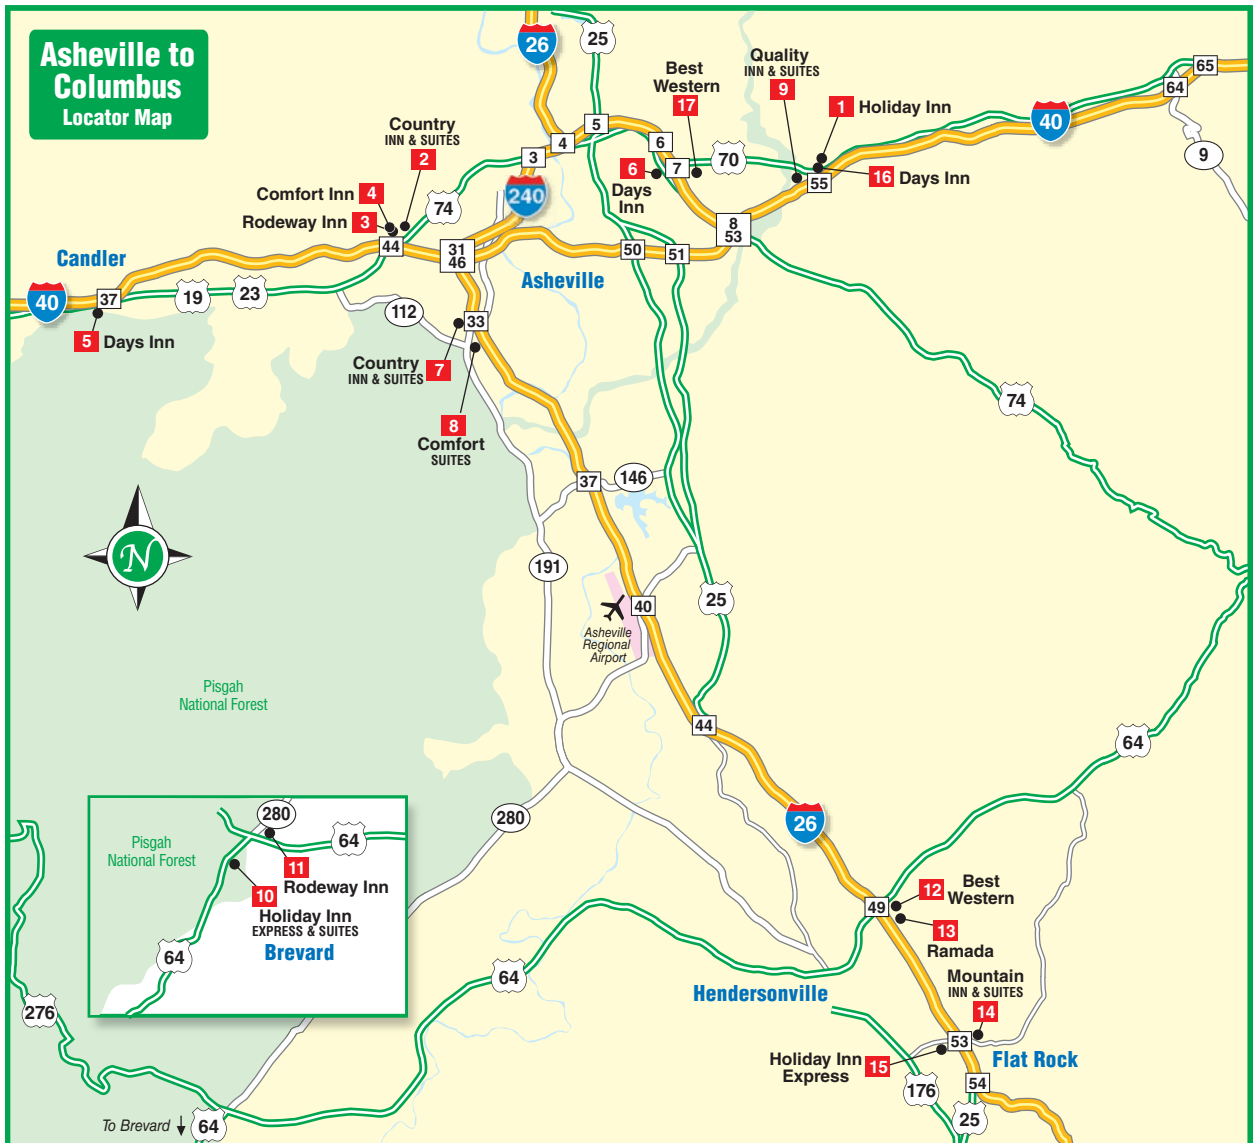 Asheville to
Columbus
Locator Map
26
25
Best
Western
17
Quality
INN & SUITES
9
1 Holiday Inn
65
64
40
9
Country
INN & SUITES
2
5
4
3
6
7
70
6
Days
Inn
16 Days Inn
55
Comfort Inn 4
Rodeway Inn 3
74
240
44
31
46
8
53
50
51
Candler
Asheville
40
37
19
23
112
33
5 Days Inn
Country
INN & SUITES
7
8
Comfort
SUITES
74
37
146
N
191
25
40
Asheville
Regional
Airport
Pisgah
National Forest
44
64
26
280
280
64
Pisgah
National Forest
11
Rodeway Inn
10
Holiday Inn
EXPRESS & SUITES
Brevard
64
49
12 Best
Western
13
Ramada
64
Hendersonville
Mountain
INN & SUITES
14
276
53
Holiday Inn
Express
15
Flat Rock
176
54
25
To Brevard
64